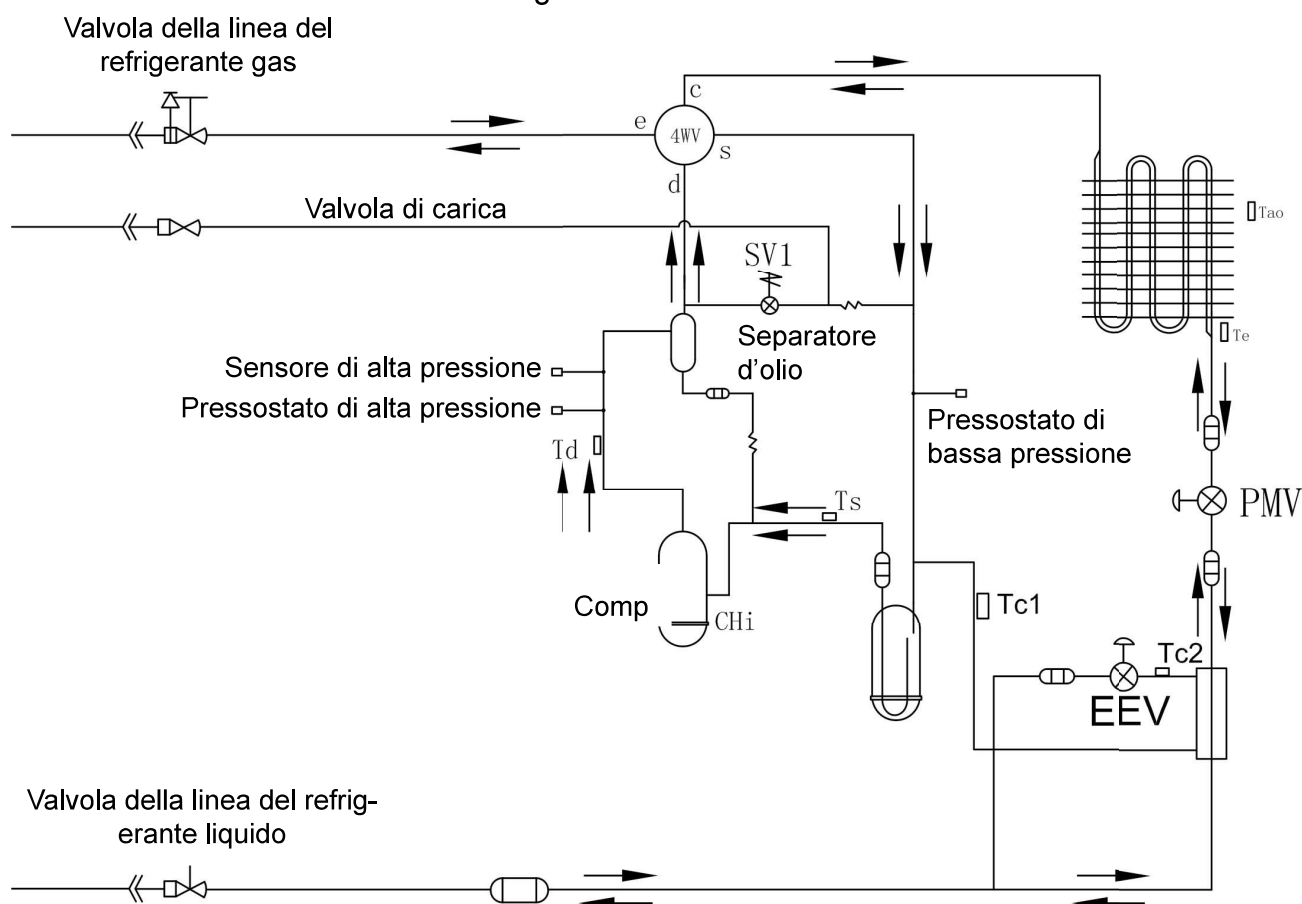 g
Valvola della linea del
refrigerante gas
c
e
4WV
s
d
Valvola di carica
Tao
SV1
Separatore
d'olio
Te
Sensore di alta pressione
Pressostato di alta pressione
Pressostato di
bassa pressione
Td
Ts
PMV
Comp
CHi
Tc1
Tc2
EEV
Valvola della linea del refrig-
erante liquido